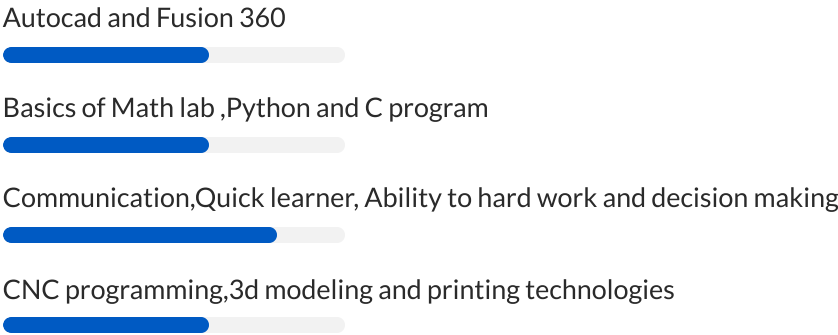 Autocad and Fusion 360
Basics of Math lab ,Python and C program
Communication,Quick learner, Ability to hard work and decision making
CNC programming,3d modeling and printing technologies